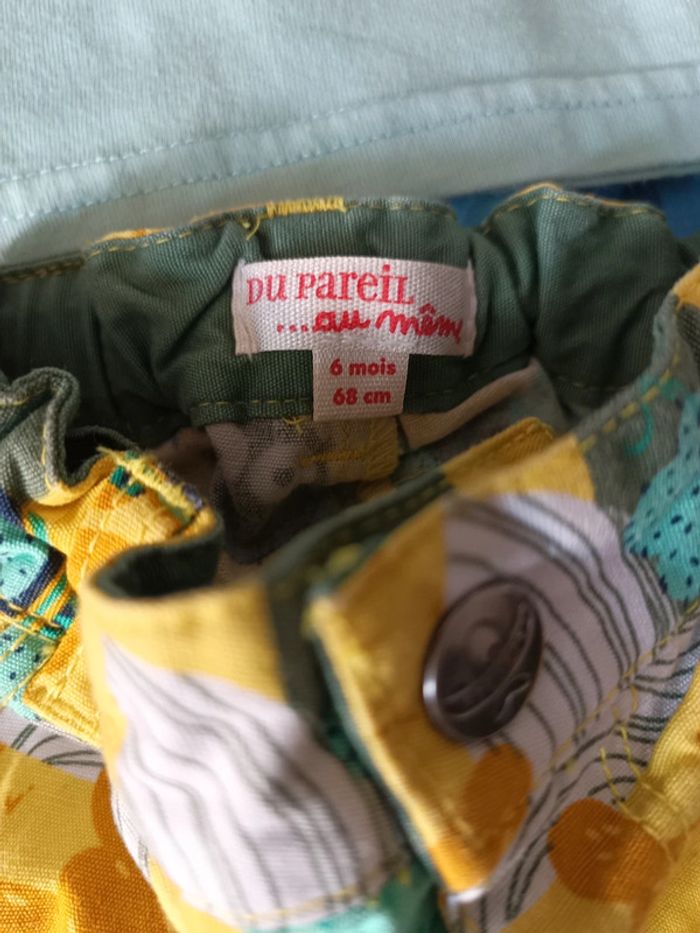 DU PAREIL
...au même
6 mois
68 cm